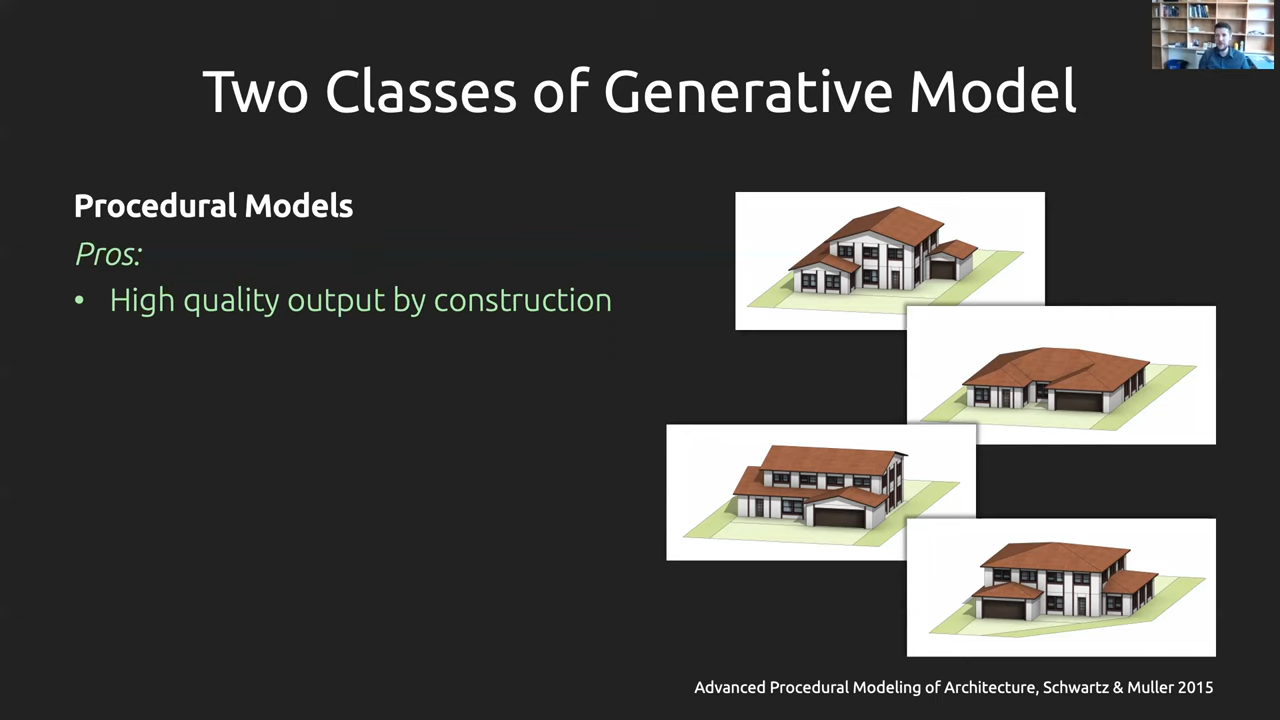 Two Classes of Generative Model
Procedural Models
Pros:
• High quality output by construction
Advanced Procedural Modeling of Architecture, Schwartz & Muller 2015